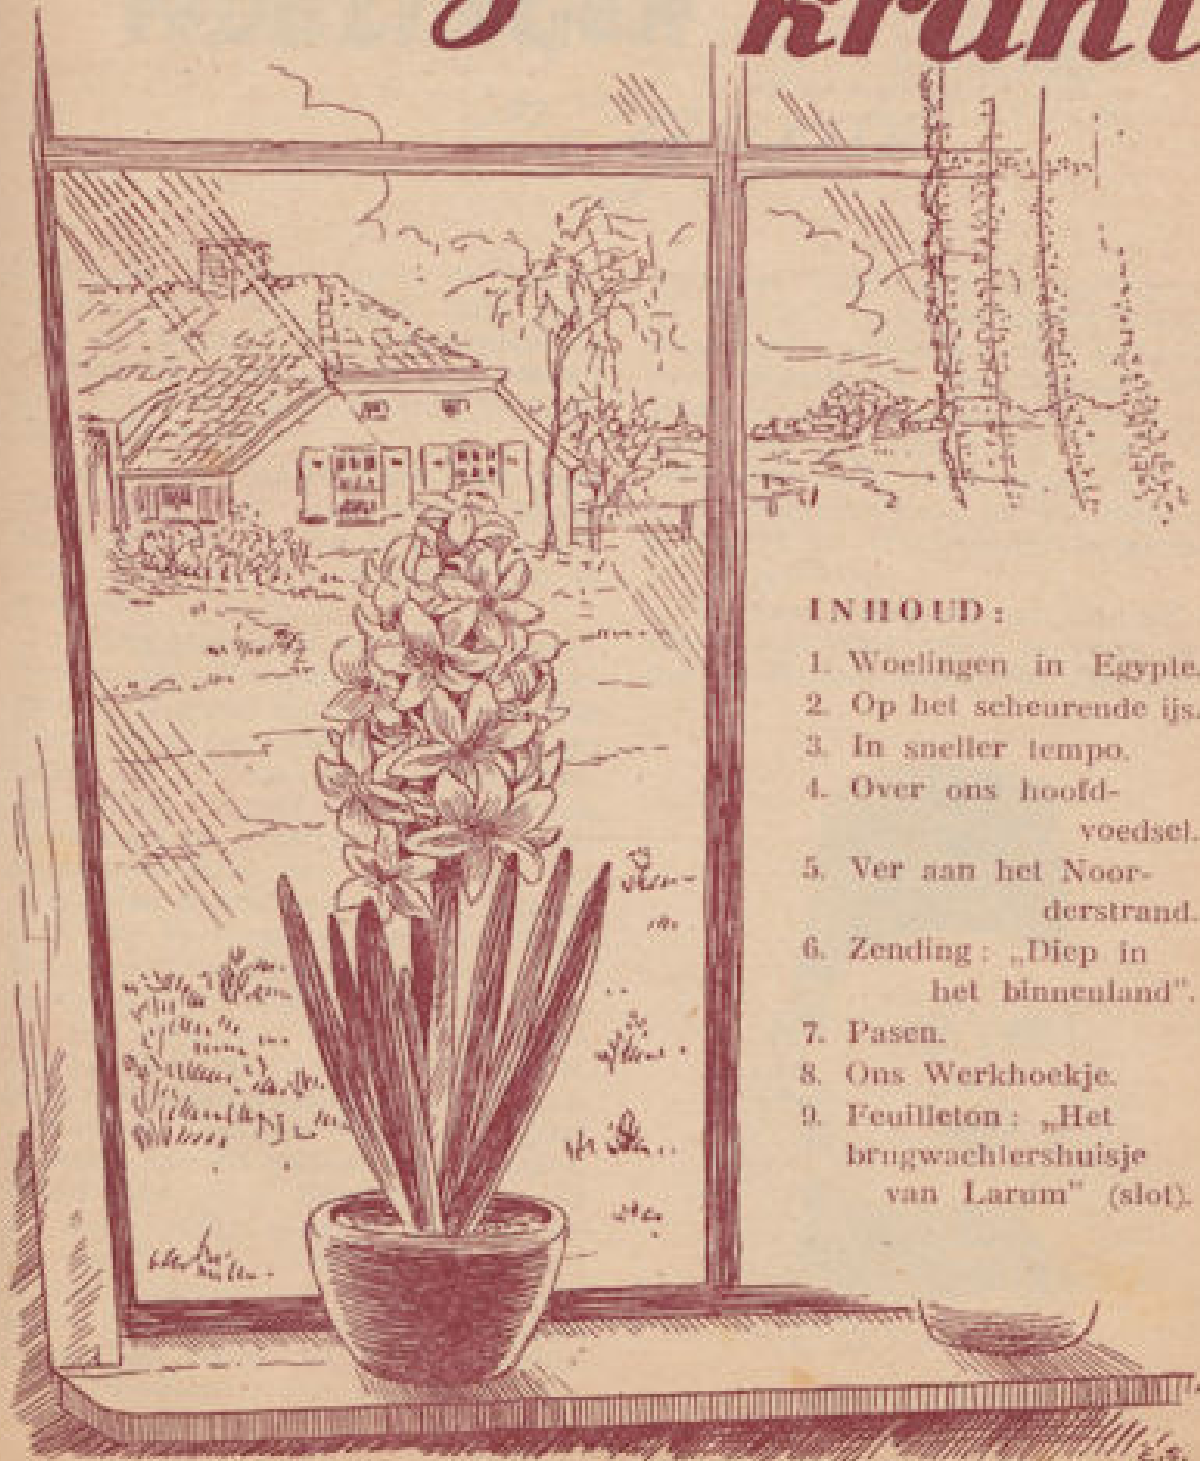 krant
INHOUD:
1. Woelingen in Egypte.
2. Op het scheurende ijs.
3. In sneller tempo.
4. Over ons hoofd-
voedsel.
5. Ver aan het Noor-
derstrand.
6. Zending: „Diep in
het binnenland".
7. Pasen.
8. Ons Werkhoekje.
9. Feuilleton: „Het
brugwachtershuisje
van Larum" (slot).